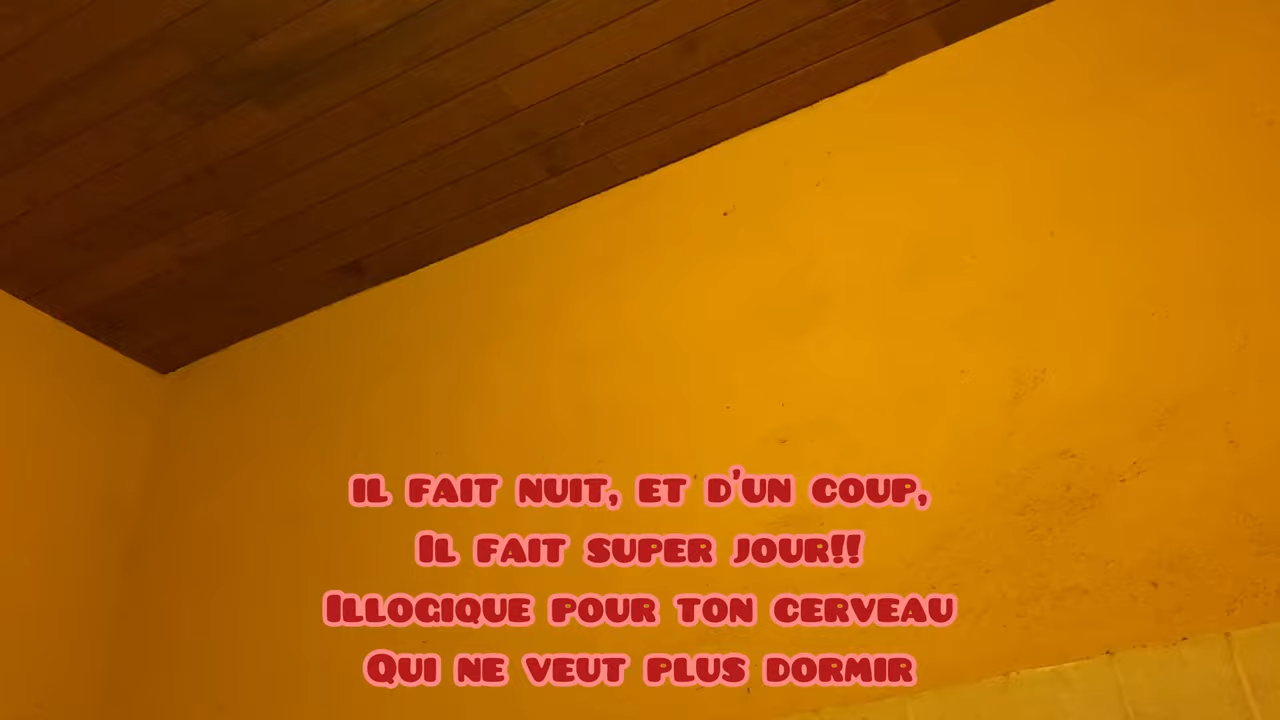 il fait nuit, et d'un coup,
Il fait super jour!!
Illogique pour ton cerveau
Qui ne veut plus dormir